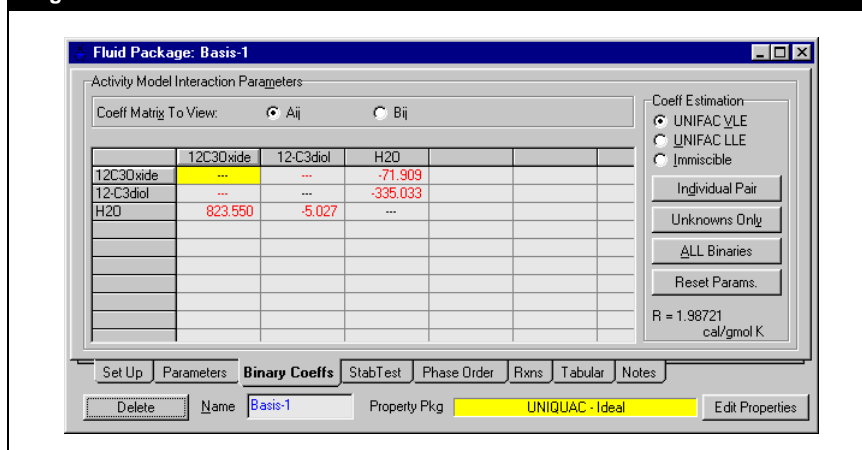 Fluid Package: Basis-1
Activity Model Interaction Parameters
Coeff Matrix To View: Aij Bij
12C3Oxide 12-C3diol H2O
12C3Oxide --- --- -71.909
12-C3diol --- --- -335.033
H2O 823.550 -5.027 ---
Coeff Estimation
UNIFAC VLE
UNIFAC LLE
Immiscible
Individual Pair
Unknowns Only
ALL Binaries
Reset Params.
R = 1.98721
cal/gmol K
Set Up Parameters Binary Coeffs StabTest Phase Order Rxns Tabular Notes
Delete Name Basis-1 Property Pkg UNIQUAC - Ideal Edit Properties